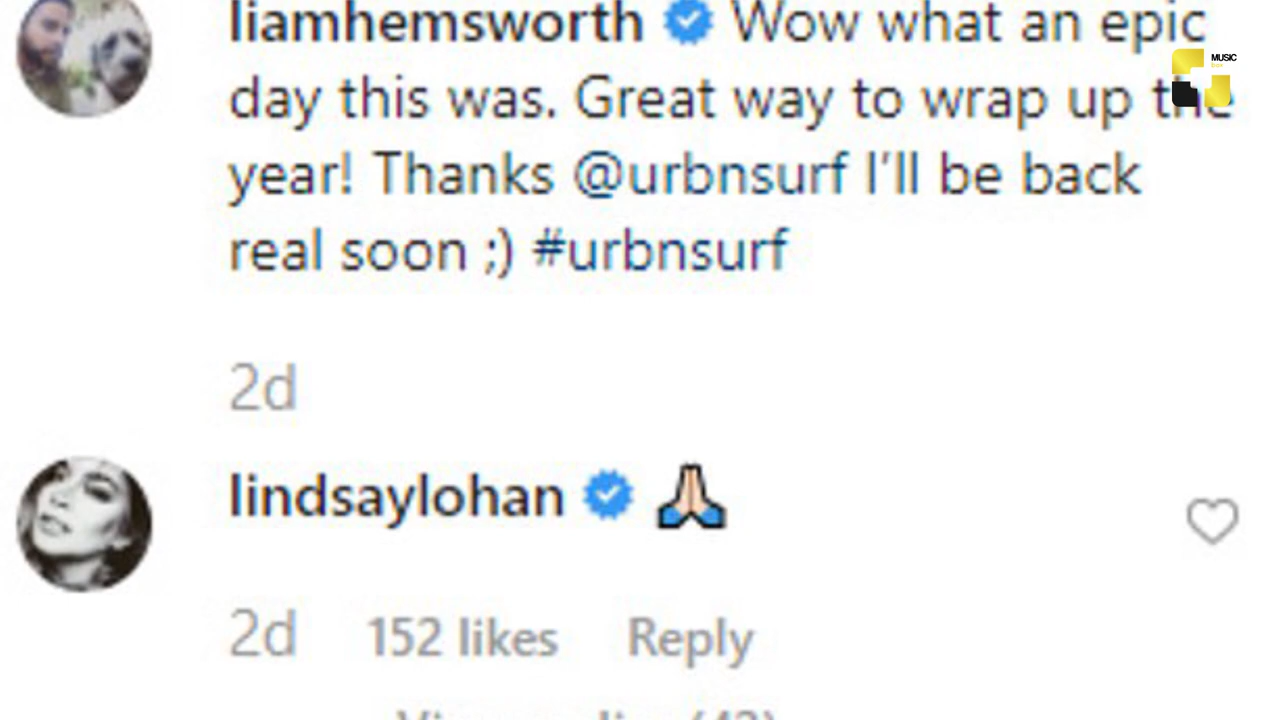 liamhemsworth Wow what an epic
day this was. Great way to wrap up the
year! Thanks @urbnsurf I'll be back
real soon ;) #urbnsurf
MUSIC
2d
lindsaylohan 🙏🏻
2d 152 likes Reply